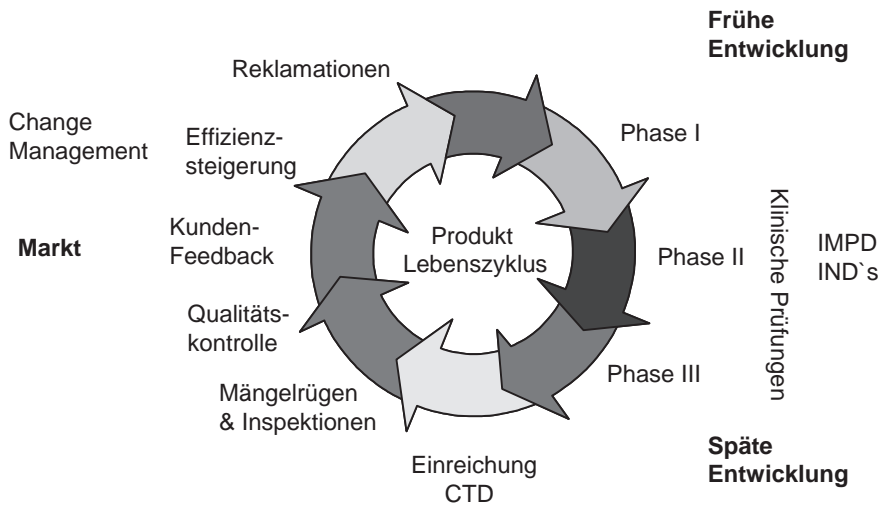 Frühe
Entwicklung
Reklamationen
Change
Management
Effizienz-
steigerung
Phase I
Markt
Kunden-
Feedback
Produkt
Lebenszyklus
Phase II
Klinische Prüfungen
IMPD
IND`s
Qualitäts-
kontrolle
Phase III
Mängelrügen
& Inspektionen
Einreichung
CTD
Späte
Entwicklung